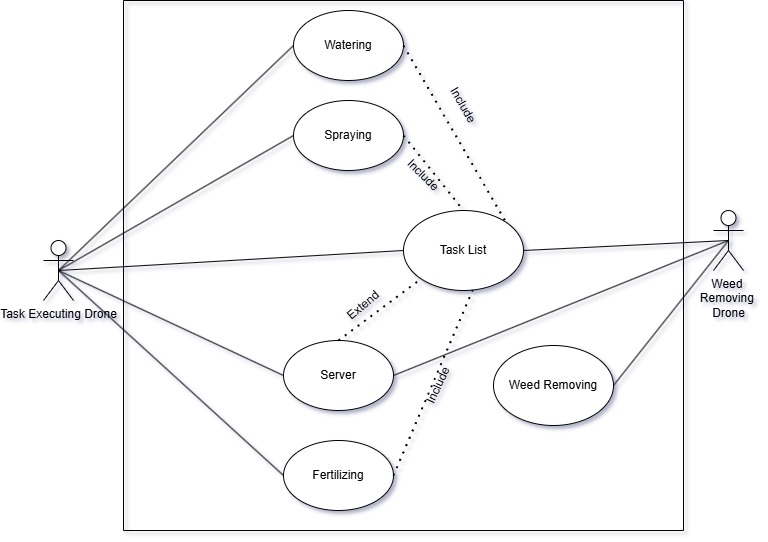 Watering
Include
Spraying
Include
Task List
Task Executing Drone
Weed
Removing
Drone
Extend
Server
Include
Weed Removing
Fertilizing